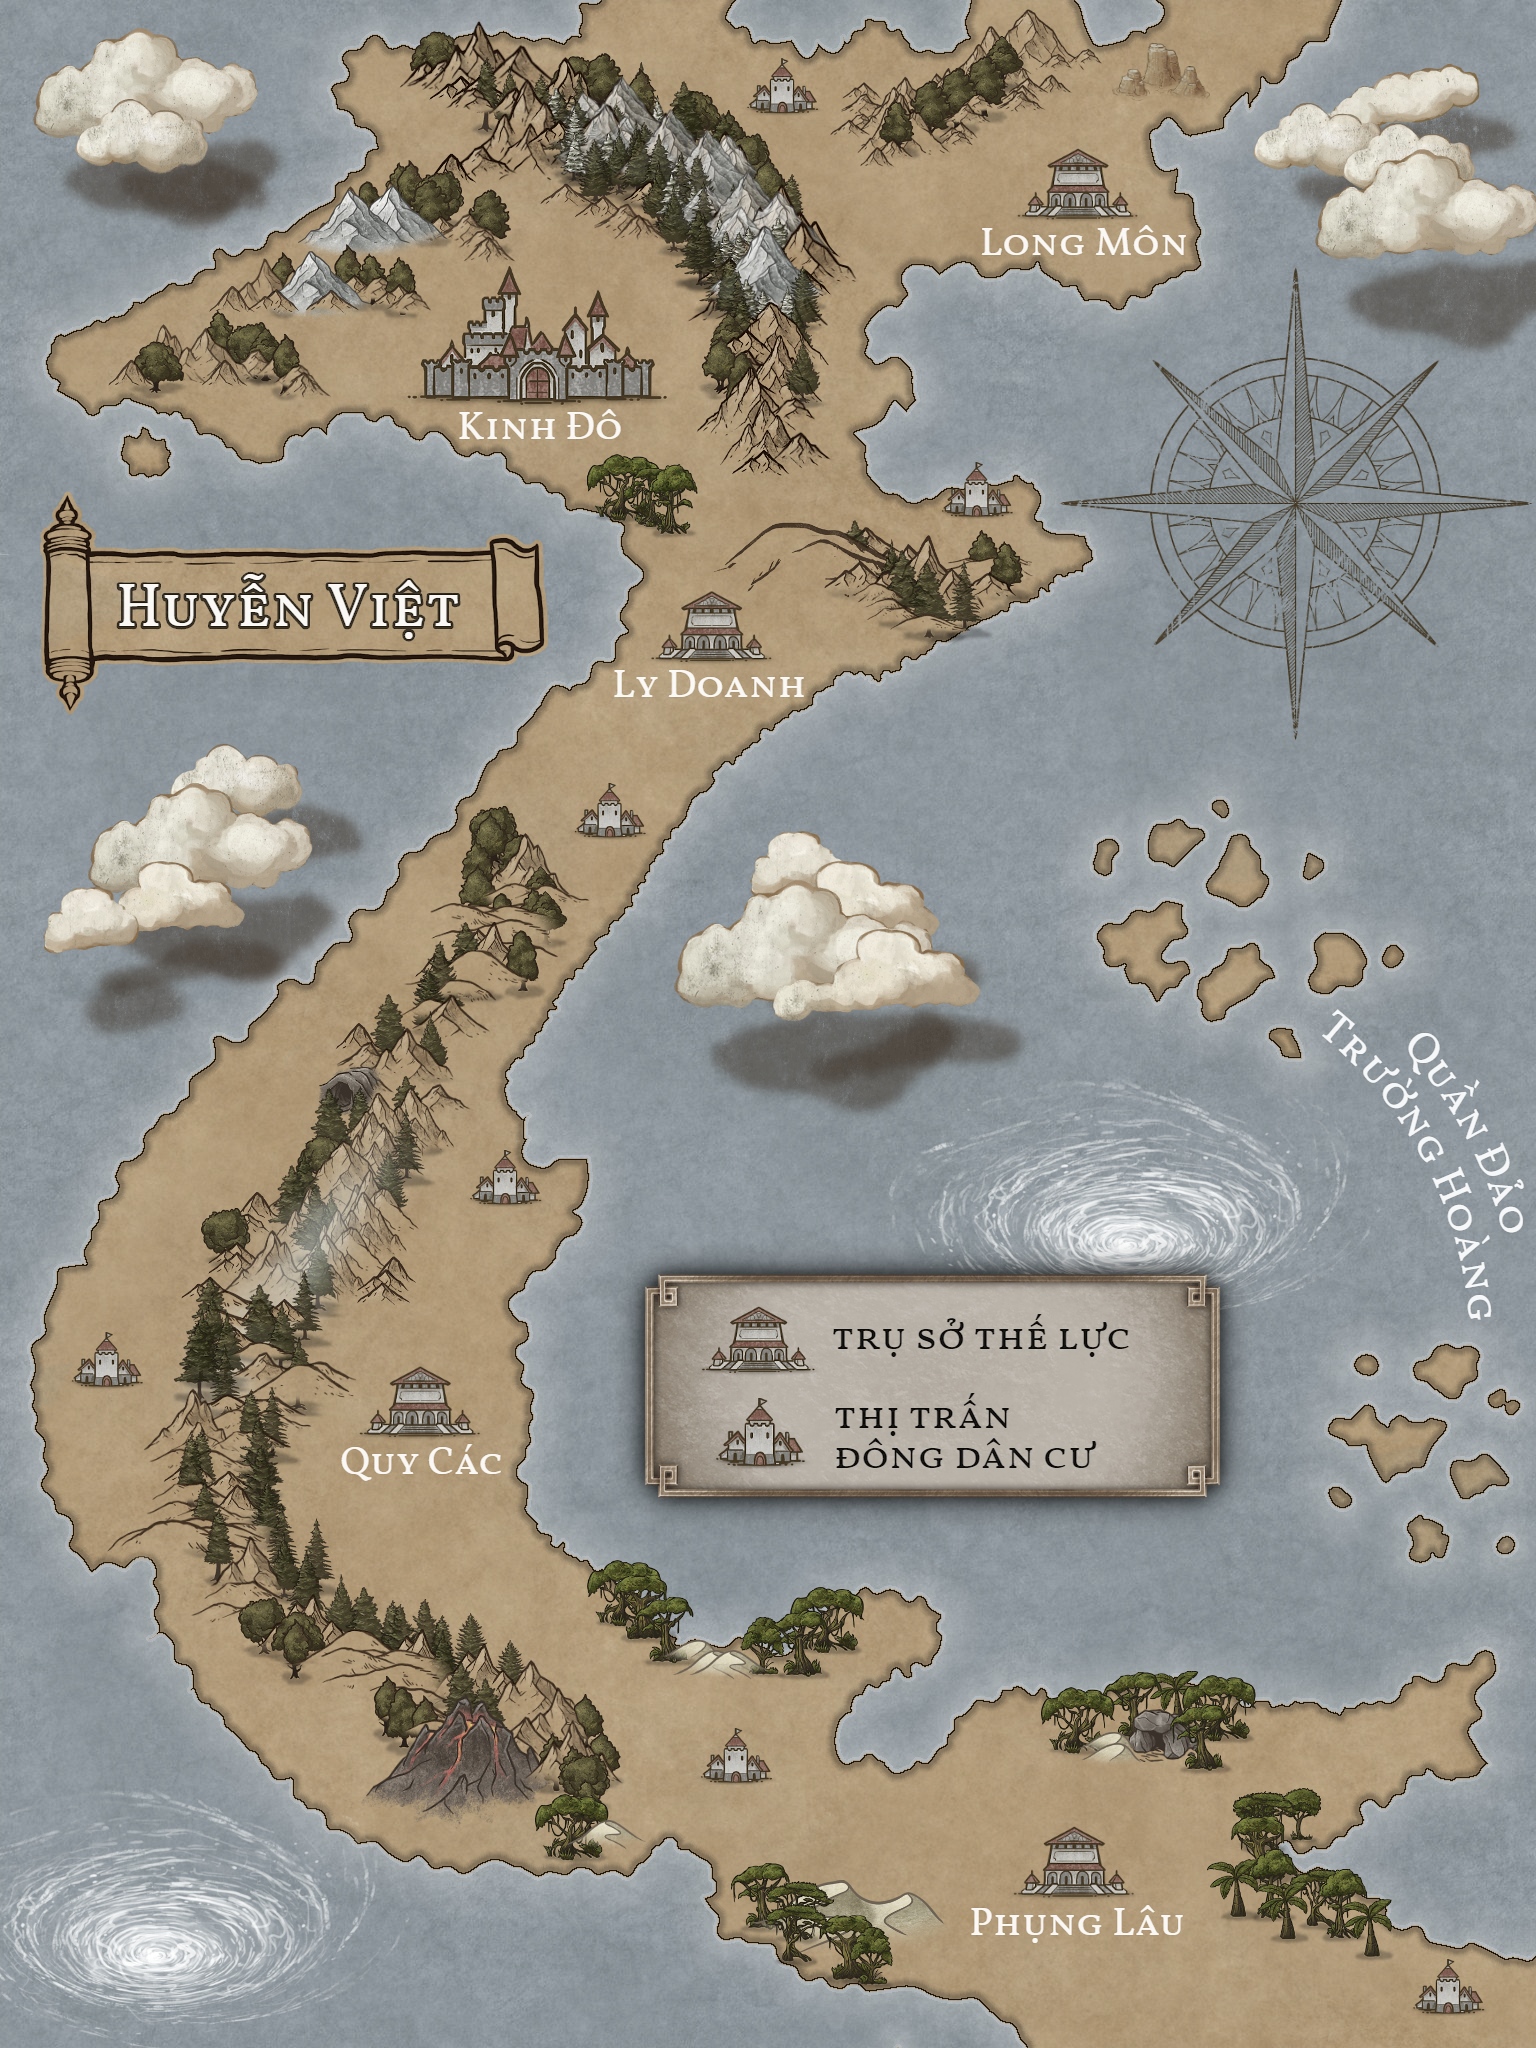 Long Môn
Kinh Đô
Huyễn Việt
Ly Doanh
Quần Đảo
Trường Hoàng
TRỤ SỞ THẾ LỰC
THỊ TRẤN
ĐÔNG DÂN CƯ
Quy Các
Phụng Lâu